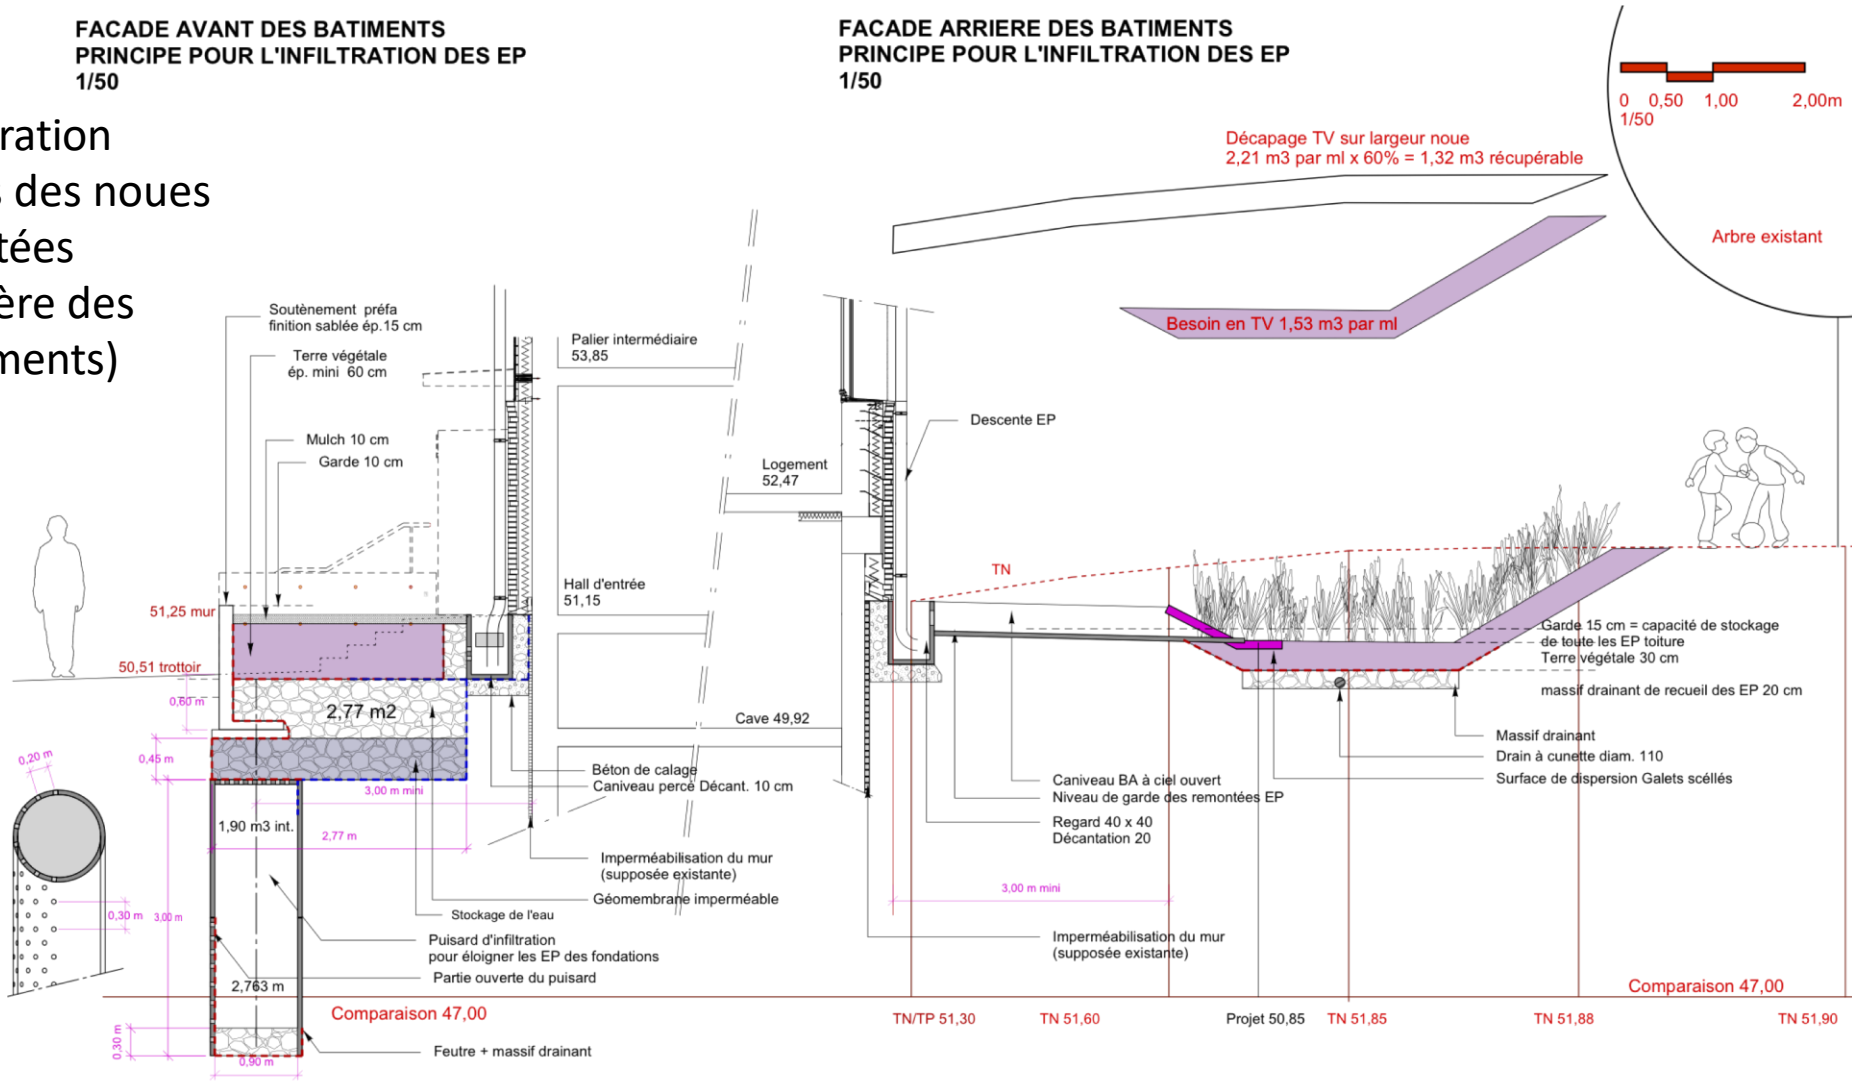 FACADE AVANT DES BATIMENTS
PRINCIPE POUR L'INFILTRATION DES EP
1/50
FACADE ARRIERE DES BATIMENTS
PRINCIPE POUR L'INFILTRATION DES EP
1/50
0 0,50 1,00 2,00m
1/50
Arbre existant
ration
s des noues
tées
ère des
ments)
Décapage TV sur largeur noue
2,21 m3 par ml x 60% = 1,32 m3 récupérable
Besoin en TV 1,53 m3 par ml
Soutènement préfa
finition sablée ép.15 cm
Terre végétale
ép. mini 60 cm
Mulch 10 cm
Garde 10 cm
Palier intermédiaire
53,85
Logement
52,47
Hall d'entrée
51,15
Cave 49,92
51,25 mur
50,51 trottoir
0,60 m
0,45 m
2,77 m2
0,20 m
0,30 m
3,00 m
3,00 m mini
2,77 m
1,90 m3 int.
2,763 m
0,30 m
0,90 m
Béton de calage
Caniveau percé Décant. 10 cm
Imperméabilisation du mur
(supposée existante)
Géomembrane imperméable
Stockage de l'eau
Puisard d'infiltration
pour éloigner les EP des fondations
Partie ouverte du puisard
Comparaison 47,00
Feutre + massif drainant
Descente EP
TN
Garde 15 cm = capacité de stockage
de toute les EP toiture
Terre végétale 30 cm
massif drainant de recueil des EP 20 cm
Massif drainant
Drain à cunette diam. 110
Surface de dispersion Galets scéllés
Caniveau BA à ciel ouvert
Niveau de garde des remontées EP
Regard 40 x 40
Décantation 20
3,00 m mini
Imperméabilisation du mur
(supposée existante)
Comparaison 47,00
TN/TP 51,30 TN 51,60 Projet 50,85 TN 51,85 TN 51,88 TN 51,90